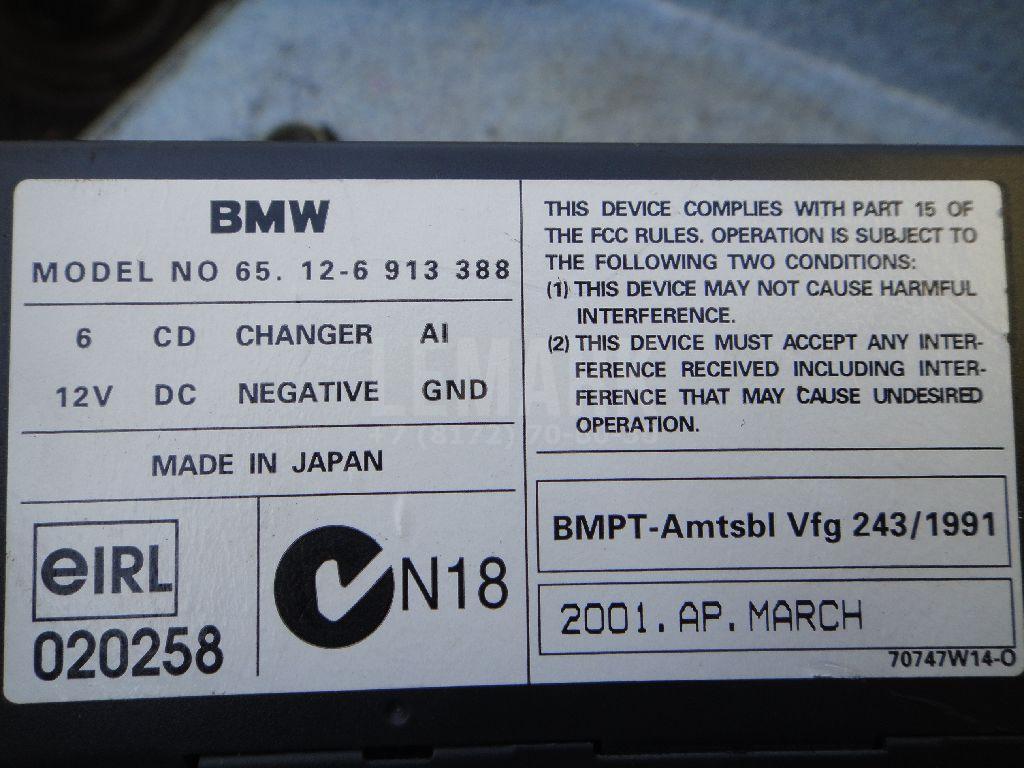 BMW
MODEL NO 65. 12-6 913 388
6 CD CHANGER AI
12V DC NEGATIVE GND
MADE IN JAPAN
eIRL
020258
N18
THIS DEVICE COMPLIES WITH PART 15 OF
THE FCC RULES. OPERATION IS SUBJECT TO
THE FOLLOWING TWO CONDITIONS:
(1) THIS DEVICE MAY NOT CAUSE HARMFUL
INTERFERENCE.
(2) THIS DEVICE MUST ACCEPT ANY INTER-
FERENCE RECEIVED INCLUDING INTER-
FERENCE THAT MAY CAUSE UNDESIRED
OPERATION.
BMPT-Amtsbl Vfg 243/1991
2001. AP. MARCH
70747W14-O